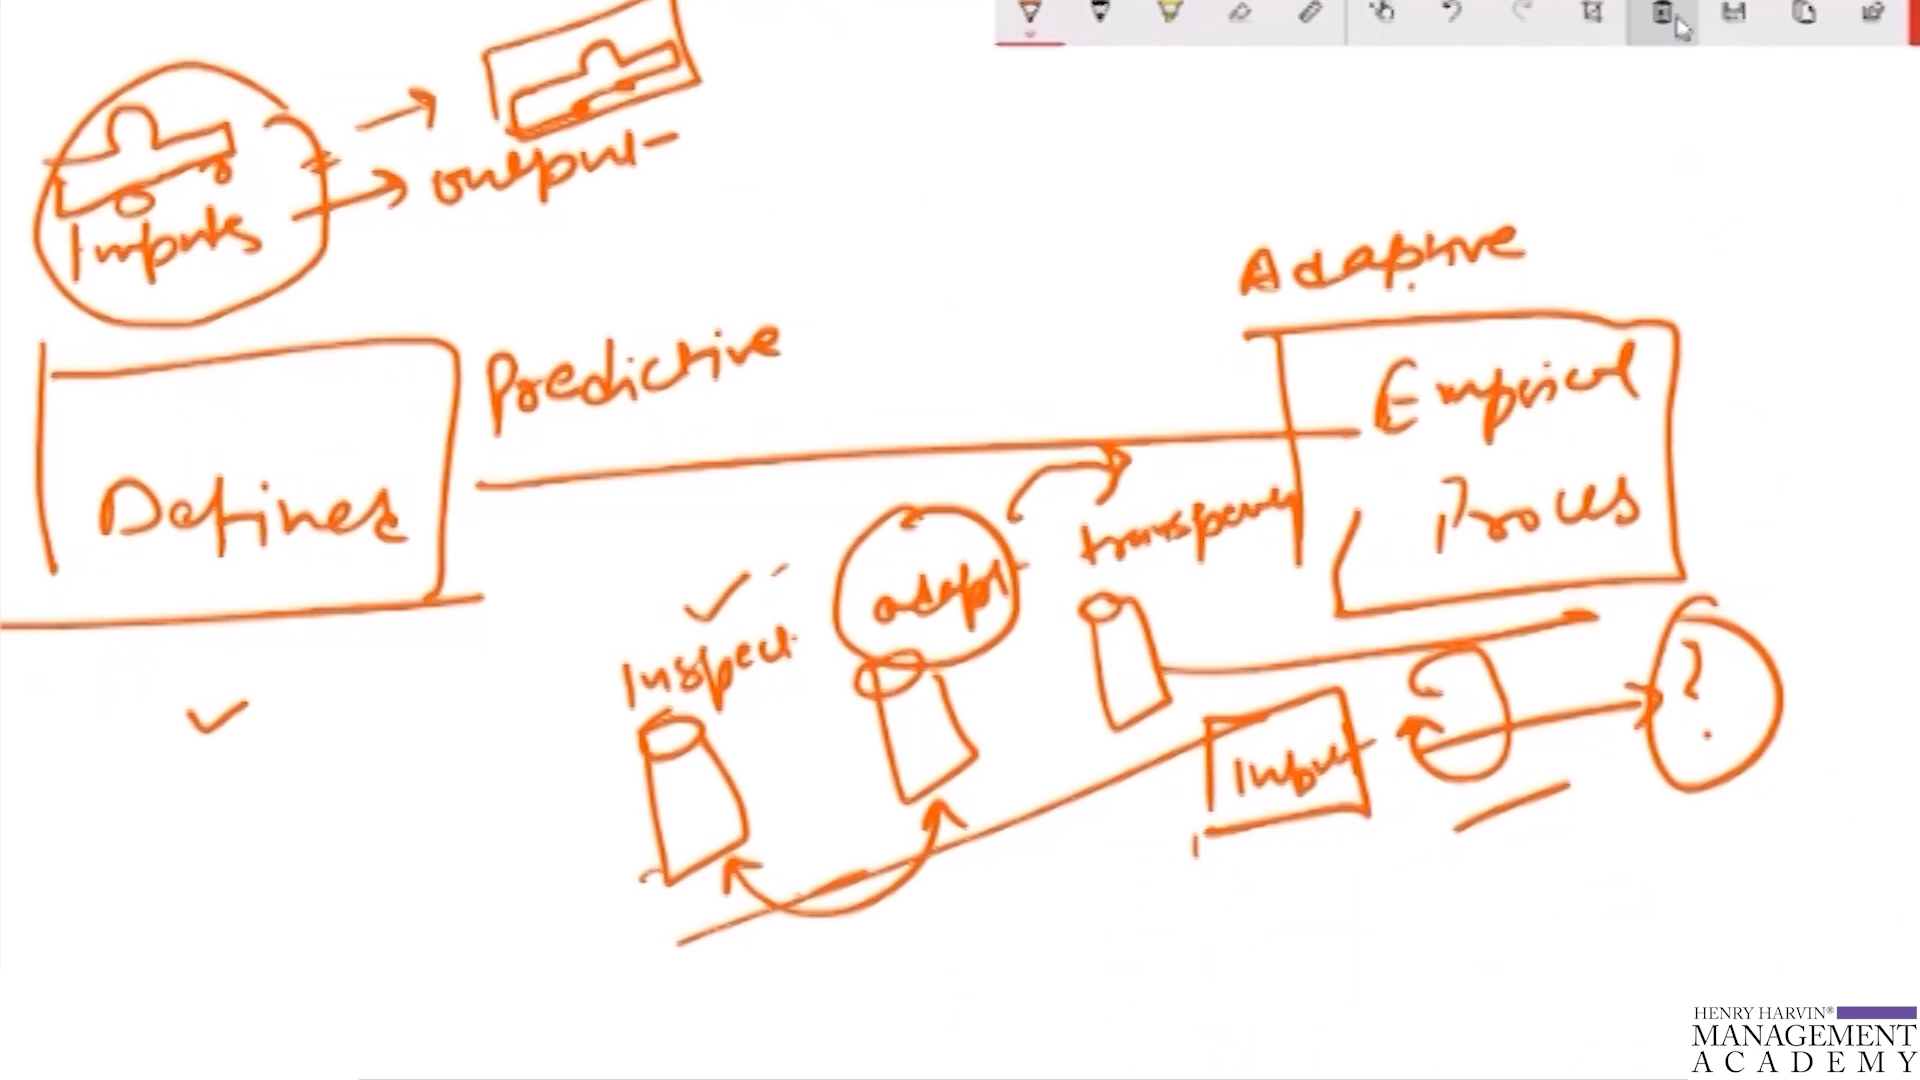 Inputs
output
Predictive
Defined
Adaptive
Empirical
Process
Inspect
adapt
transparency
Input
?
HENRY HARVIN®
MANAGEMENT
ACADEMY